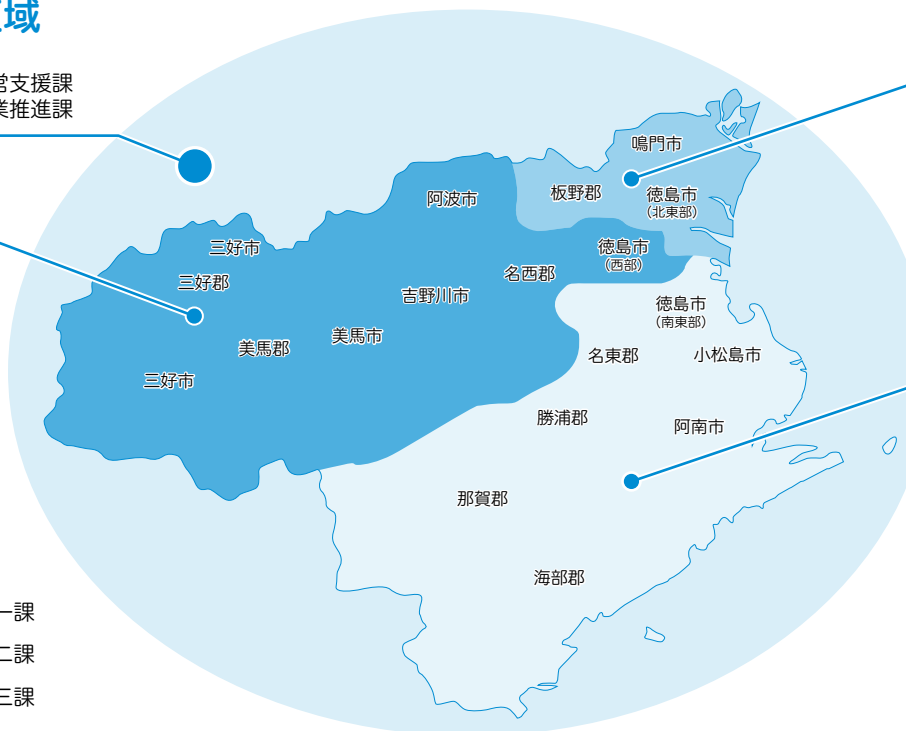 域
営支援課
業推進課
鳴門市
板野郡
徳島市
(北東部)
阿波市
三好市
三好郡
徳島市
(西部)
名西郡
吉野川市
美馬市
美馬郡
三好市
徳島市
(南東部)
名東郡
小松島市
勝浦郡
阿南市
那賀郡
海部郡
一課
二課
三課